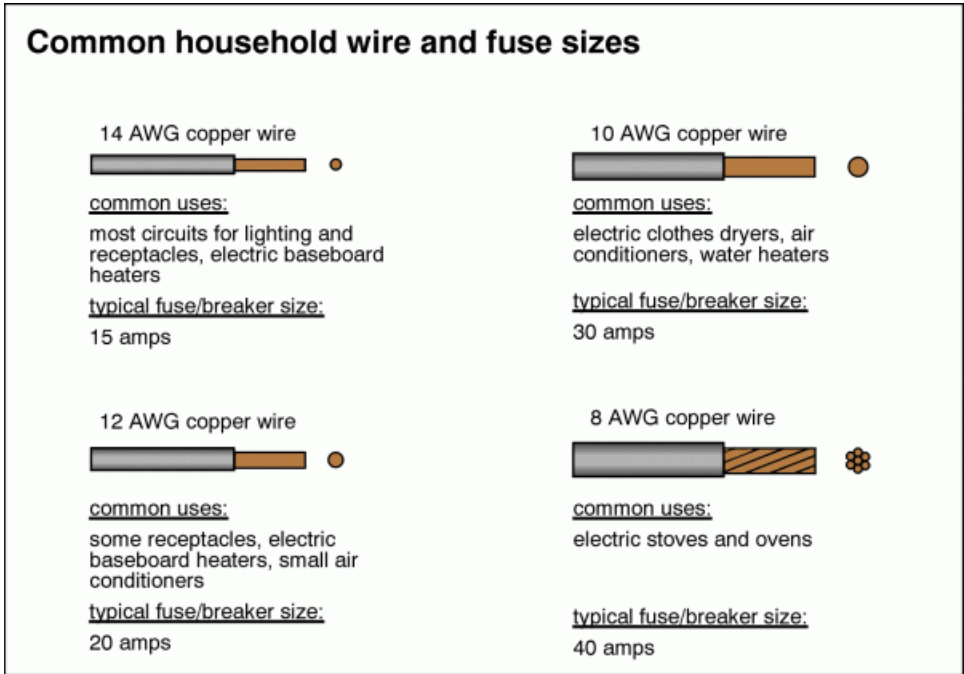 Common household wire and fuse sizes
14 AWG copper wire
common uses:
most circuits for lighting and
receptacles, electric baseboard
heaters
typical fuse/breaker size:
15 amps
10 AWG copper wire
common uses:
electric clothes dryers, air
conditioners, water heaters
typical fuse/breaker size:
30 amps
12 AWG copper wire
common uses:
some receptacles, electric
baseboard heaters, small air
conditioners
typical fuse/breaker size:
20 amps
8 AWG copper wire
common uses:
electric stoves and ovens
typical fuse/breaker size:
40 amps